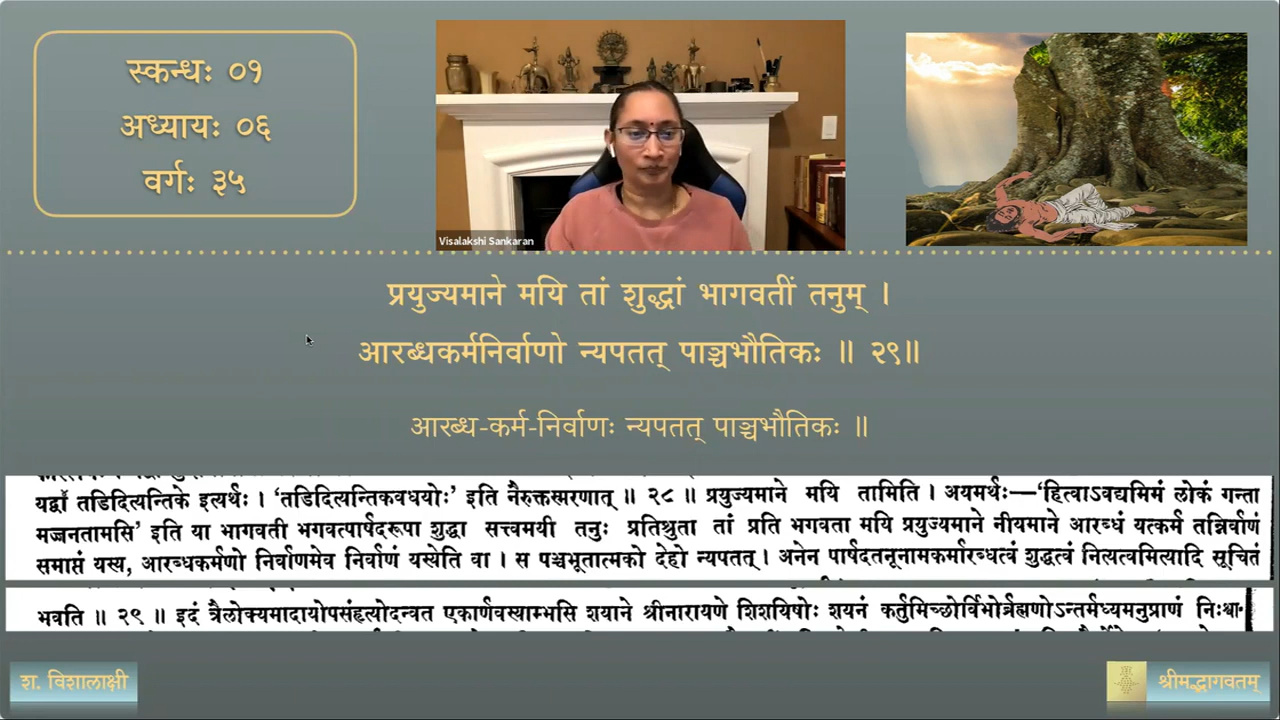 स्कन्धः ०१
अध्यायः ०६
वर्गः ३५
Visalakshi Sankaran
प्रयुज्यमाने मयि तां शुद्धां भागवतीं तनुम् ।
आरब्धकर्मनिर्वाणो न्यपतत् पाञ्चभौतिकः ॥ २९॥
आरब्ध-कर्म-निर्वाणः न्यपतत् पाञ्चभौतिकः ॥
यद्वा तडिदित्यन्तिके इत्यर्थः । ‘तडिदित्यन्तिकवधयोः’ इति नैरुक्तस्मरणात् ॥ २८ ॥ प्रयुज्यमाने मयि तामिति । अयमर्थः—‘हित्वाऽवद्यमिमं लोकं गन्ता
मज्जनतामसि’ इति या भागवती भगवत्पार्षदरूपा शुद्धा सत्त्वमयी तनुः प्रतिश्रुता तां प्रति भगवता मयि प्रयुज्यमाने नीयमाने आरब्धं यत्कर्म तन्निर्वाणं
समाप्तं यस्य, आरब्धकर्मणो निर्वाणमेव निर्वाणं यस्येति वा । स पञ्चभूतात्मको देहो न्यपतत् । अनेन पार्षदतनूनामकर्मारब्धत्वं शुद्धत्वं नित्यत्वमित्यादि सूचितं
भवति ॥ २९ ॥ इदं त्रैलोक्यमादायोपसंहृत्योदन्वत एकार्णवस्याम्भसि शयाने श्रीनारायणे शिशयिषोः शयनं कर्तुमिच्छोर्विभोर्ब्रह्मणोऽन्तर्मध्यमनुप्राणं निःश्वा-
श. विशालाक्षी
श्रीमद्भागवतम्